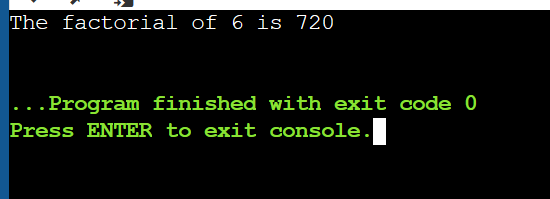 The factorial of 6 is 720
...Program finished with exit code 0
Press ENTER to exit console.